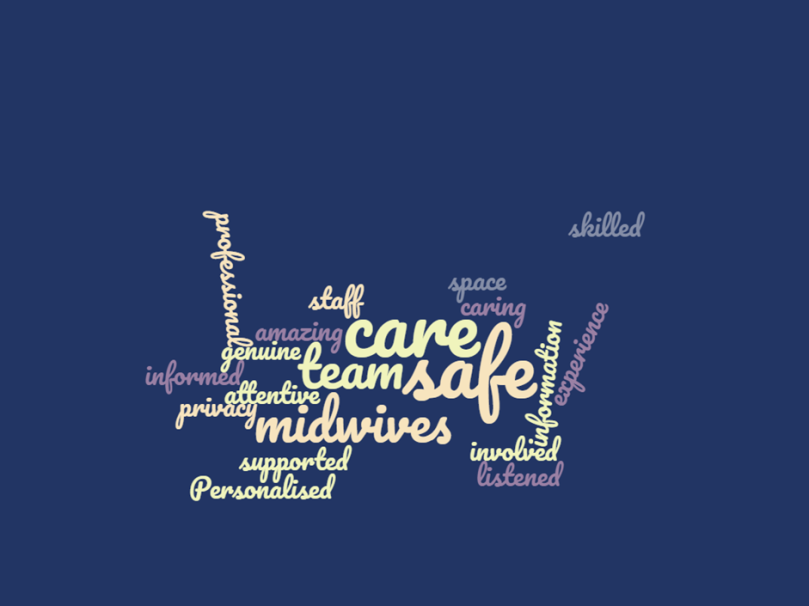 professional
skilled
space
staff
caring
experience
amazing
care
information
genuine
team
safe
informed
attentive
privacy
midwives
involved
supported
listened
Personalised